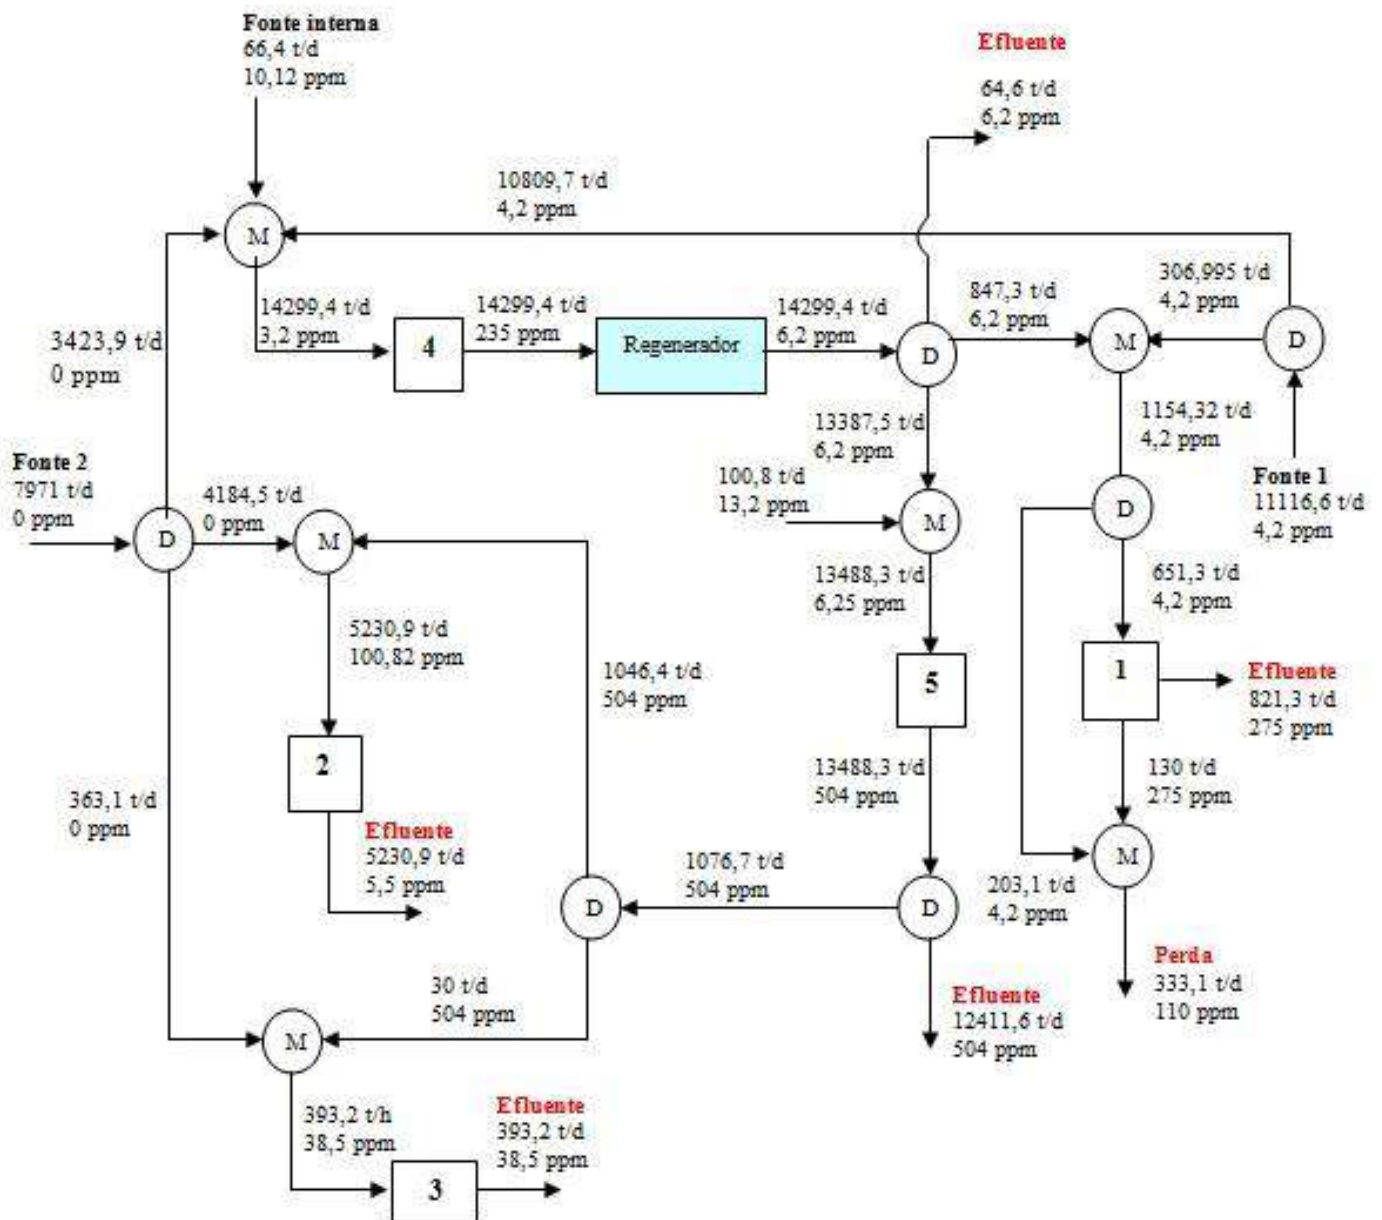 Fonte interna
66,4 t/d
10,12 ppm
Efluente
64,6 t/d
6,2 ppm
10809,7 t/d
4,2 ppm
M
3423,9 t/d
0 ppm
14299,4 t/d
3,2 ppm
4
14299,4 t/d
235 ppm
Regenerador
14299,4 t/d
6,2 ppm
D
847,3 t/d
6,2 ppm
M
306,995 t/d
4,2 ppm
D
Fonte 1
11116,6 t/d
4,2 ppm
1154,32 t/d
4,2 ppm
13387,5 t/d
6,2 ppm
100,8 t/d
13,2 ppm
M
D
Fonte 2
7971 t/d
0 ppm
D
4184,5 t/d
0 ppm
M
13488,3 t/d
6,25 ppm
651,3 t/d
4,2 ppm
5230,9 t/d
100,82 ppm
1046,4 t/d
504 ppm
5
1
Efluente
821,3 t/d
275 ppm
2
363,1 t/d
0 ppm
13488,3 t/d
504 ppm
130 t/d
275 ppm
Efluente
5230,9 t/d
5,5 ppm
M
1076,7 t/d
504 ppm
D
D
203,1 t/d
4,2 ppm
Perda
333,1 t/d
110 ppm
30 t/d
504 ppm
Efluente
12411,6 t/d
504 ppm
M
393,2 t/h
38,5 ppm
Efluente
393,2 t/d
38,5 ppm
3